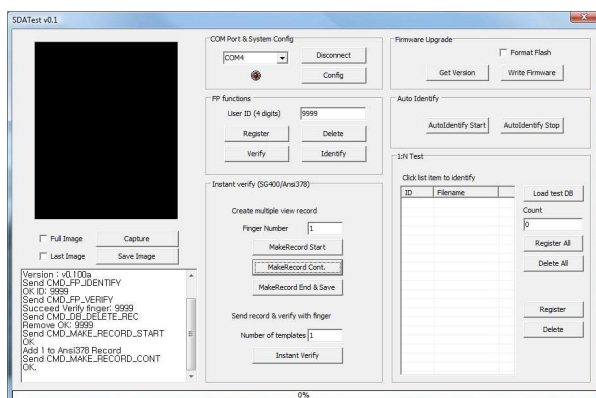 SDATest v0.1
COM Port & System Config
COM4
Disconnect
Config
Firmware Upgrade
Format Flash
Get Version
Write Firmware
FP functions
User ID (4 digits)
9999
Register
Delete
Verify
Identify
Auto Identify
AutoIdentify Start
AutoIdentify Stop
Instant verify (SG400/Ansi378)
Create multiple view record
Finger Number
1
MakeRecord Start
MakeRecord Cont.
MakeRecord End & Save
Send record & verify with finger
Number of templates
1
Instant Verify
1:N Test
Click list item to identify
ID
Filename
Load test DB
Count
0
Register All
Delete All
Register
Delete
Full Image
Capture
Last Image
Save Image
Version : v0.100a
Send CMD_FP_IDENTIFY
OK ID: 9999
Send CMD_FP_VERIFY
Succeed Verify finger: 9999
Send CMD_DB_DELETE_REC
Remove OK: 9999
Send CMD_MAKE_RECORD_START
OK
Add 1 to Ansi378 Record
Send CMD_MAKE_RECORD_CONT
OK.
0%